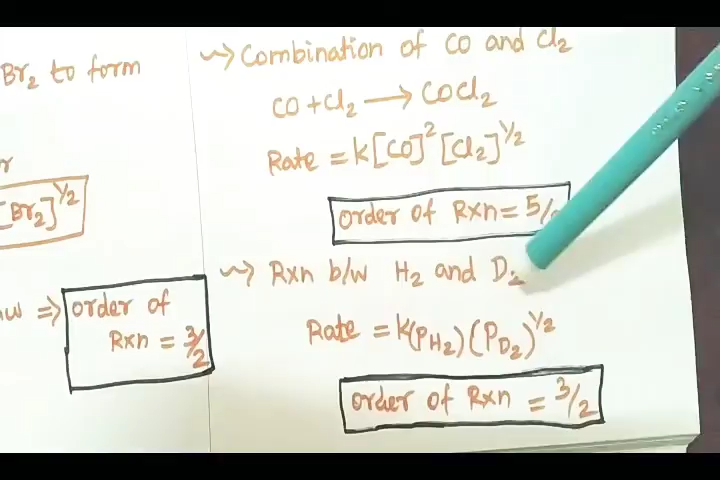 Br2 to form
[Br2]^1/2
=> order of
Rxn = 3/2
~> Combination of CO and Cl2
CO + Cl2 ⟶ COCl2
Rate = k[CO]^2 [Cl2]^1/2
order of Rxn = 5/
~> Rxn b/w H2 and D2
Rate = k(PH2)(PD2)^1/2
order of Rxn = 3/2